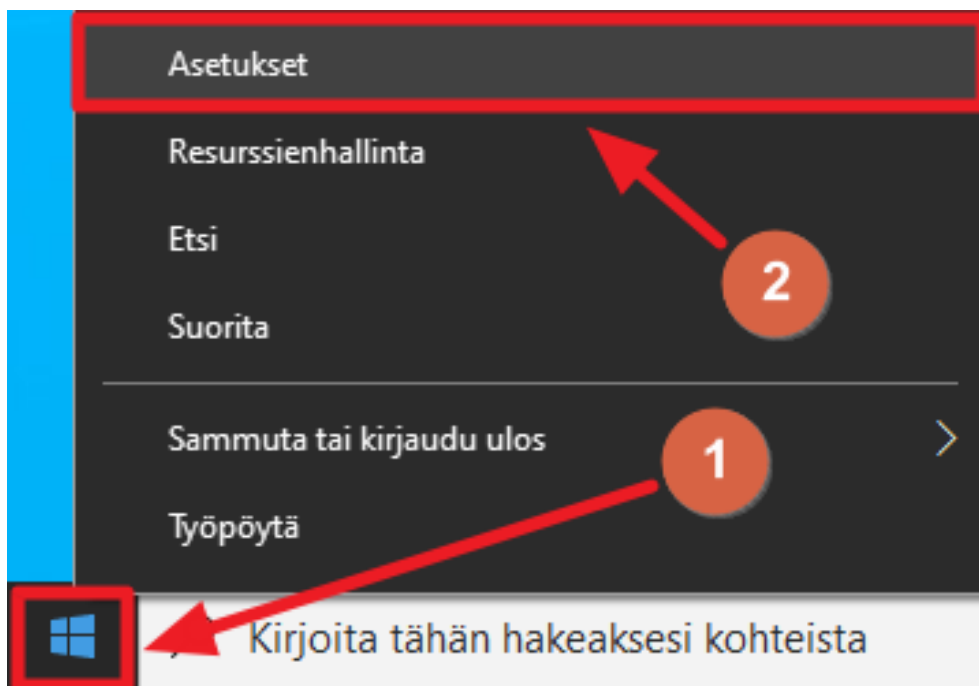 Asetukset
Resurssienhallinta
Etsi
2
Suorita
Sammuta tai kirjaudu ulos
1
Työpöytä
Kirjoita tähän hakeaksesi kohteista